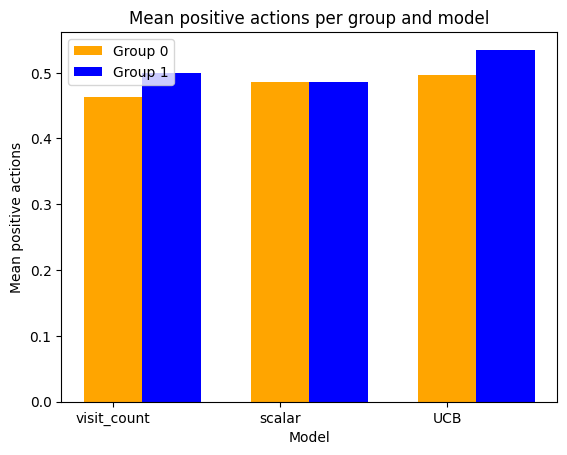 Mean positive actions per group and model
Group 0
Group 1
Mean positive actions
0.5
0.4
0.3
0.2
0.1
0.0
visit_count scalar UCB
Model